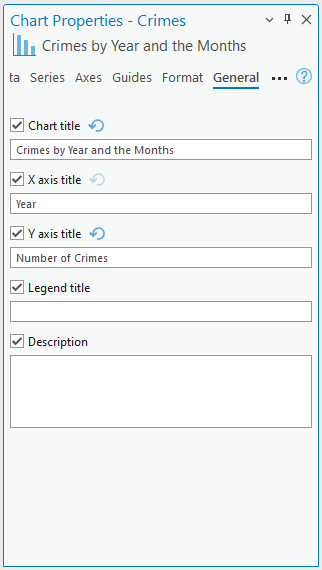 Chart Properties - Crimes
Crimes by Year and the Months
ta Series Axes Guides Format General ... ?
Chart title
Crimes by Year and the Months
X axis title
Year
Y axis title
Number of Crimes
Legend title
Description